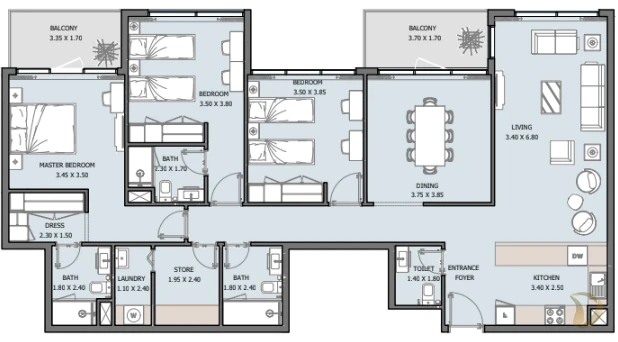 BALCONY
3.35 X 1.70
BALCONY
3.70 X 1.70
BEDROOM
3.50 X 3.80
BEDROOM
3.50 X 3.85
LIVING
3.40 X 6.80
MASTER BEDROOM
3.45 X 3.50
BATH
2.30 X 1.70
DINING
3.75 X 3.85
DRESS
2.30 X 1.50
BATH
1.80 X 2.40
LAUNDRY
1.10 X 2.40
W
STORE
1.95 X 2.40
BATH
1.80 X 2.40
TOILET
1.40 X 1.80
ENTRANCE
FOYER
DW
KITCHEN
3.40 X 2.50